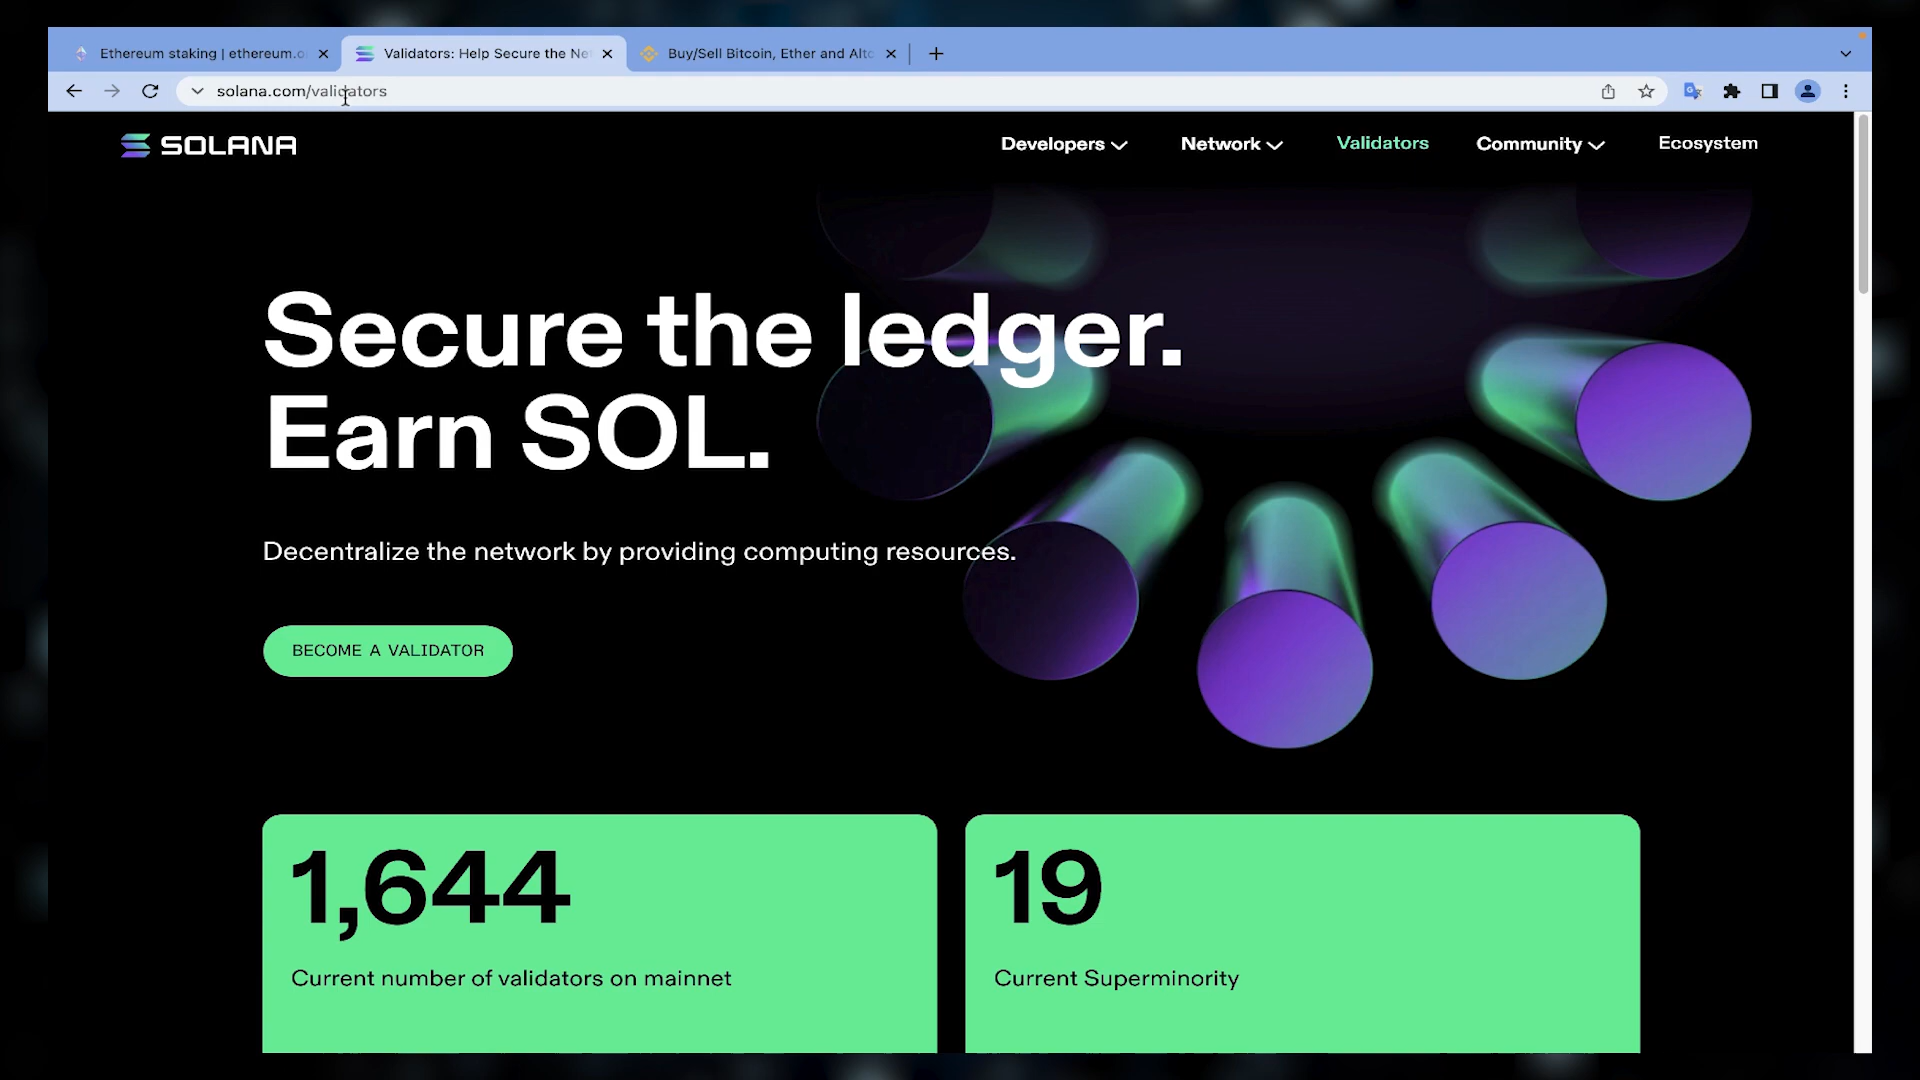 Ethereum staking | ethereum.o
Validators: Help Secure the Ne
Buy/Sell Bitcoin, Ether and Altc
solana.com/validators
SOLANA
Developers
Network
Validators
Community
Ecosystem
Secure the ledger.
Earn SOL.
Decentralize the network by providing computing resources.
BECOME A VALIDATOR
1,644
Current number of validators on mainnet
19
Current Superminority